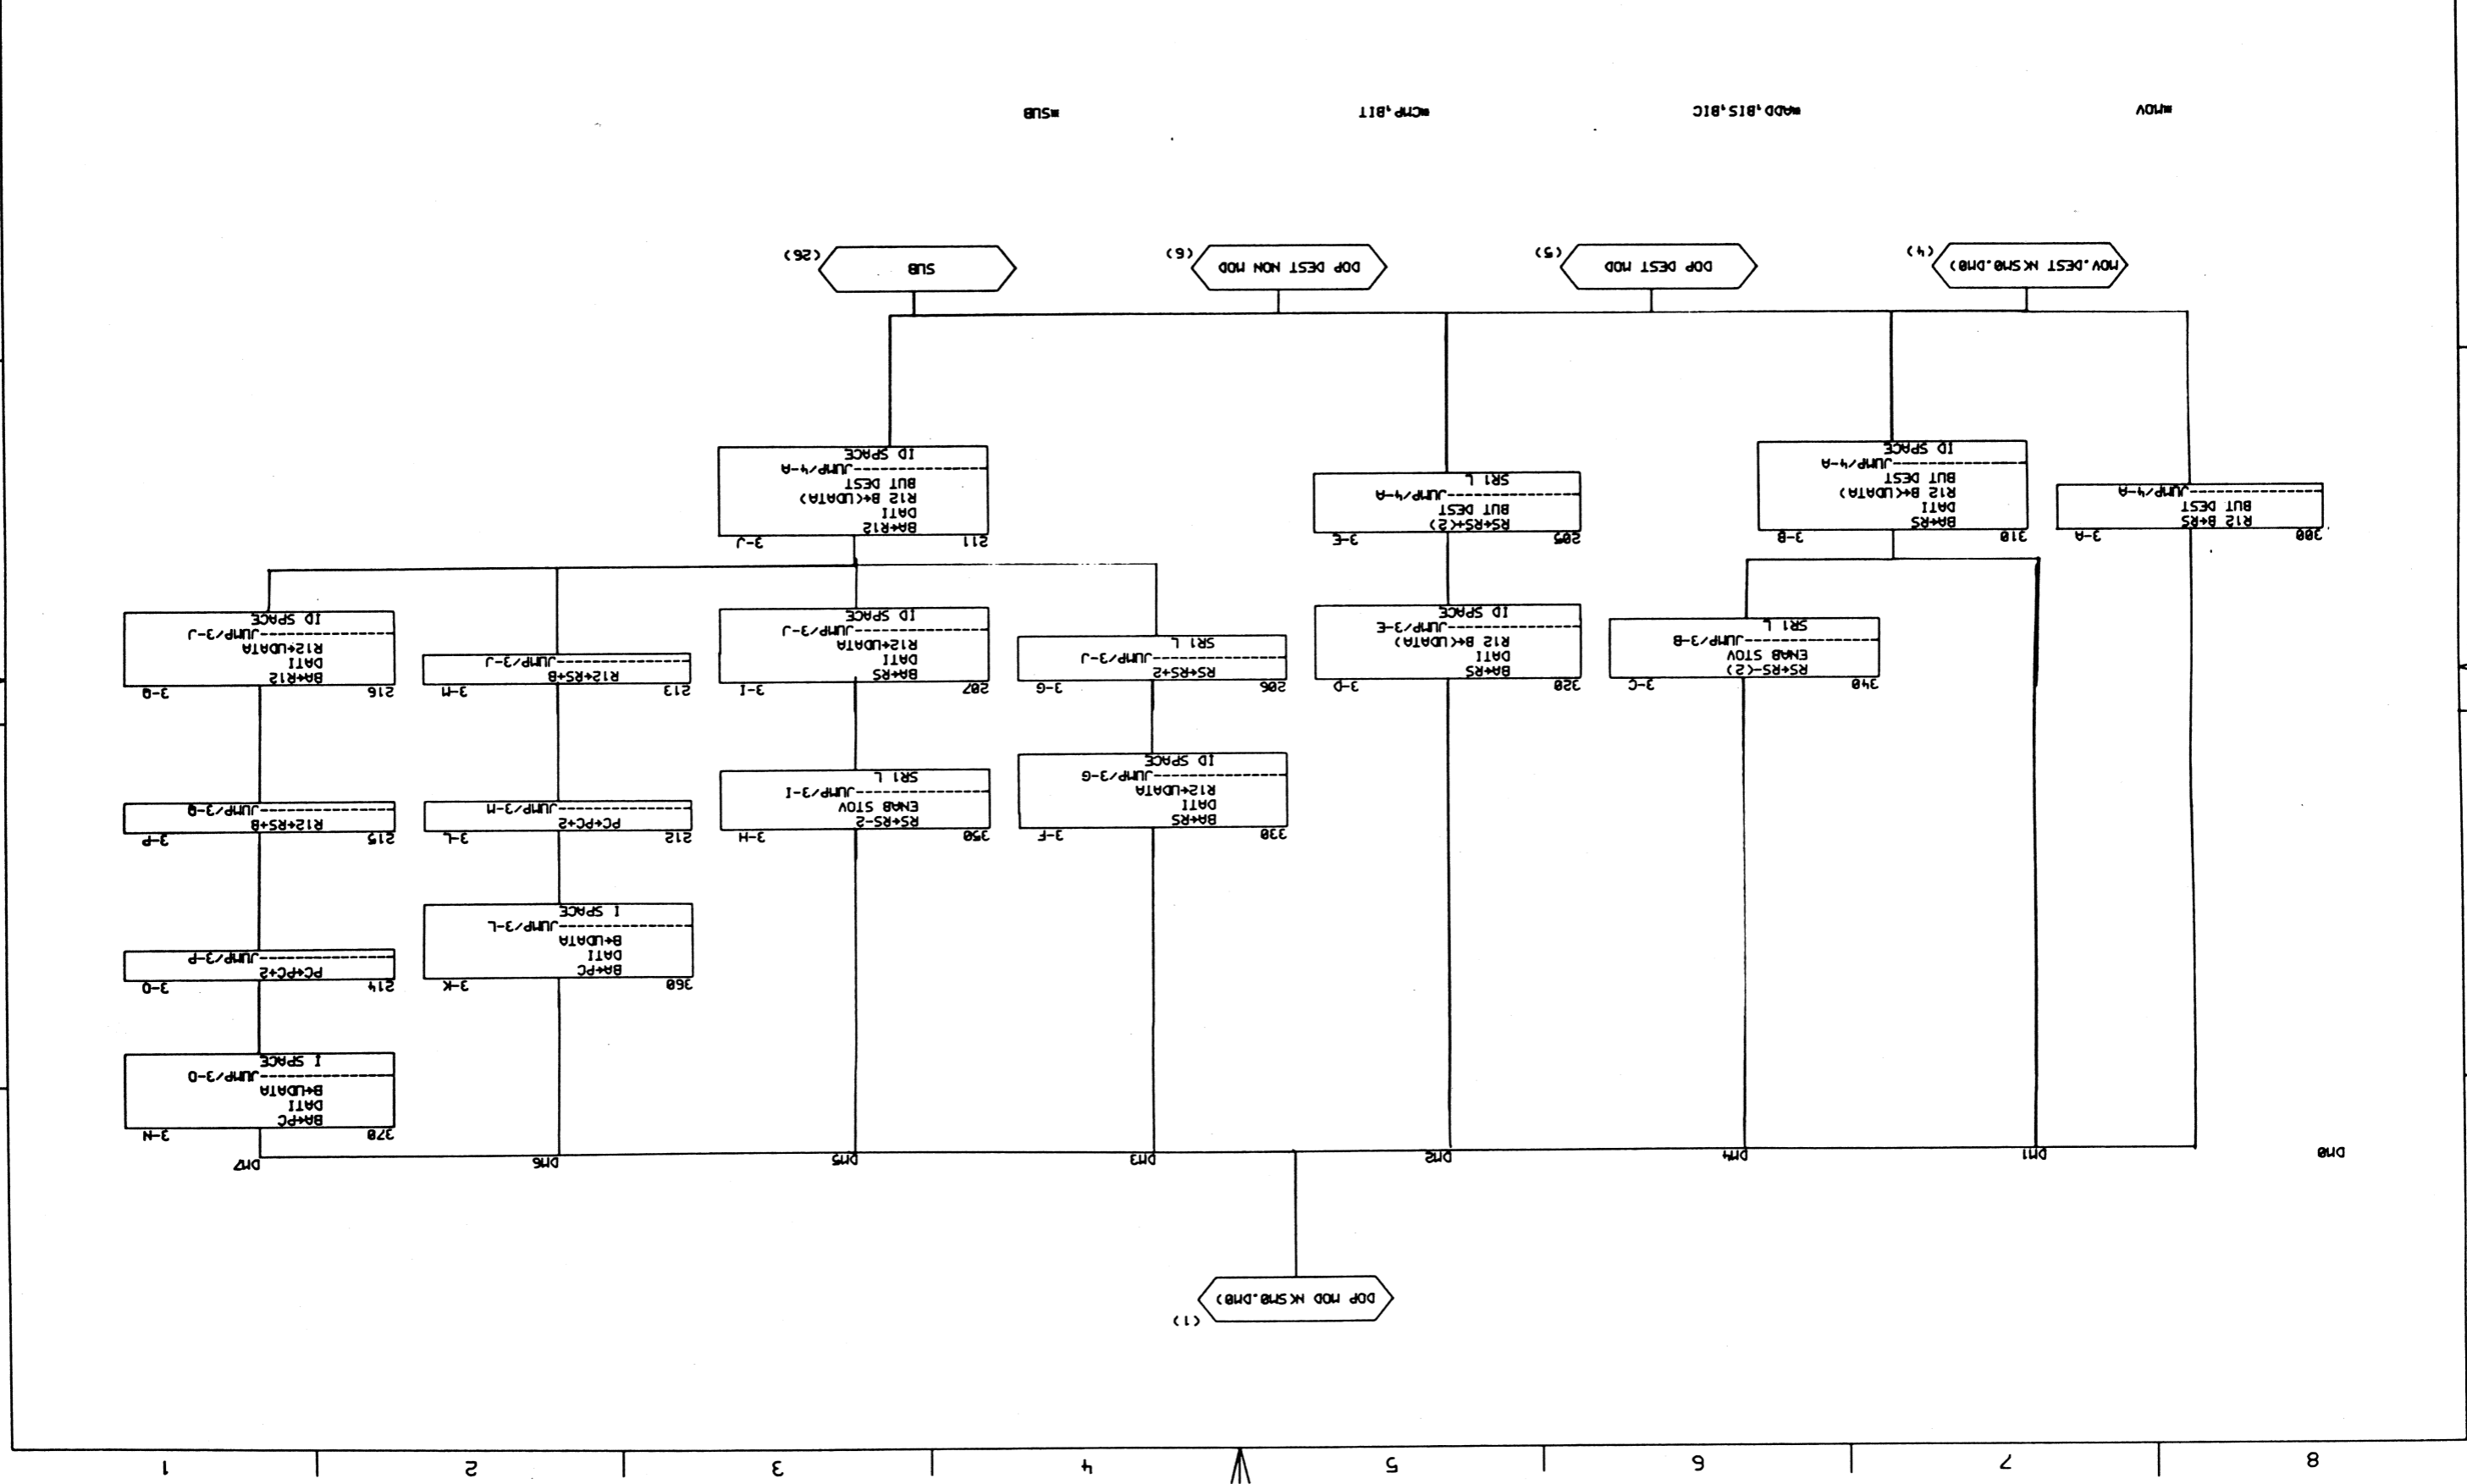 8 7 6 5 4 3 2 1
(1)
DOP MOD N(SM0.DM0)
DM0 DM1 DM4 DM2 DM3 DM5 DM6 DM7
370 3-N
BA←PC
DATI
B←UDATA
JUMP/3-O
I SPACE
360 3-K
BA←PC
DATI
B←UDATA
JUMP/3-L
I SPACE
214 3-O
PC←PC+2
JUMP/3-P
330 3-F
BA←RS
DATI
R12←UDATA
JUMP/3-G
ID SPACE
350 3-H
RS←RS-2
ENAB STOV
JUMP/3-I
SR1 L
212 3-L
PC←PC+2
JUMP/3-M
215 3-P
R12←RS+B
JUMP/3-Q
340 3-C
RS←RS-(2)
ENAB STOV
JUMP/3-B
SR1 L
320 3-D
BA←RS
DATI
R12 B←(UDATA)
JUMP/3-E
ID SPACE
206 3-G
RS←RS+2
JUMP/3-J
SR1 L
207 3-I
BA←RS
DATI
R12←UDATA
JUMP/3-J
ID SPACE
213 3-M
R12←RS+B
JUMP/3-J
216 3-Q
BA←R12
DATI
R12←UDATA
JUMP/3-J
ID SPACE
300 3-A
R12 B←RS
BUT DEST
JUMP/4-A
310 3-B
BA←RS
DATI
R12 B←(UDATA)
BUT DEST
JUMP/4-A
ID SPACE
205 3-E
RS←RS+(2)
BUT DEST
JUMP/4-A
SR1 L
211 3-J
BA←R12
DATI
R12 B←(UDATA)
BUT DEST
JUMP/4-A
ID SPACE
MOV.DEST N(SM0.DM0) (4)
DOP DEST MOD (5)
DOP DEST NON MOD (6)
SUB (26)
*MOV *ADD,BIS,BIC *CMP,BIT *SUB